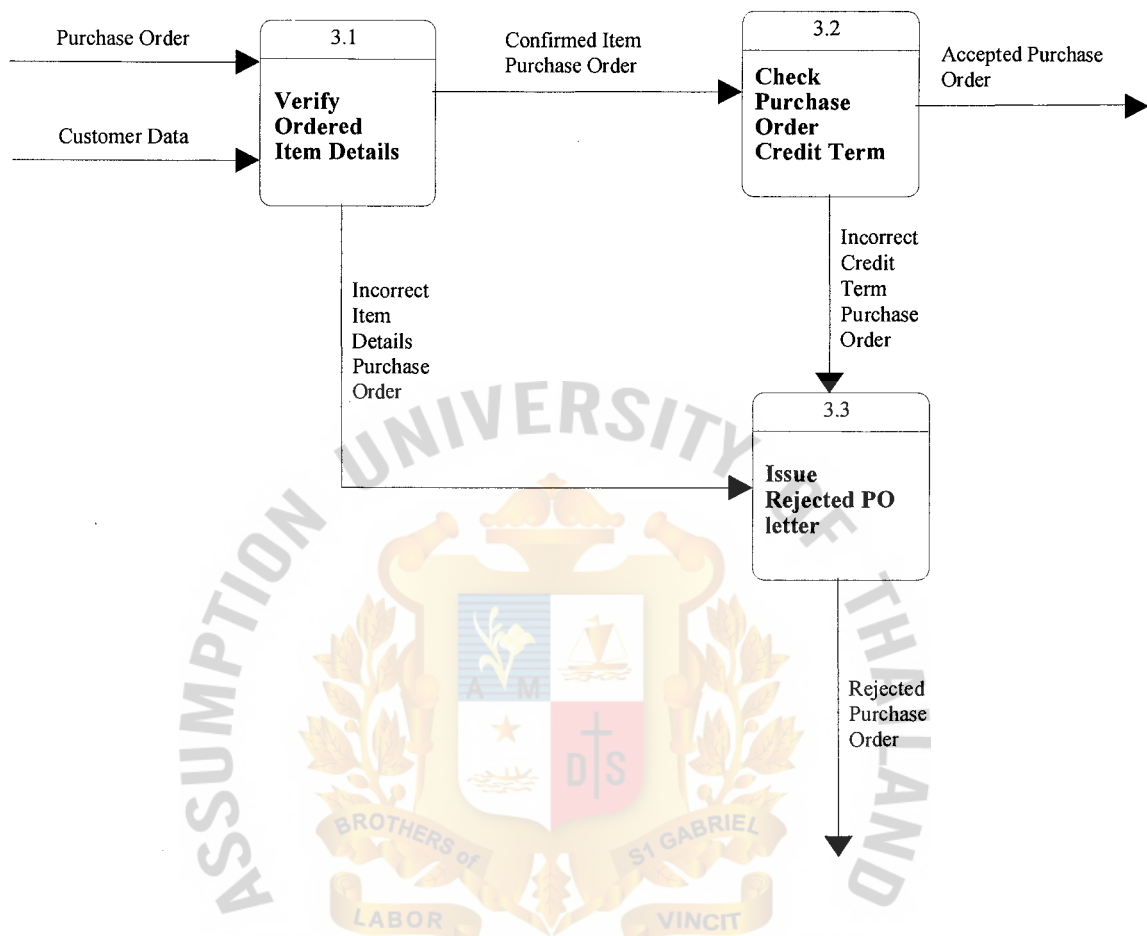 Purchase Order
3.1
Confirmed Item
Purchase Order
3.2
Accepted Purchase
Order
Verify
Ordered
Item Details
Check
Purchase
Order
Credit Term
Customer Data
Incorrect
Item
Details
Purchase
Order
Incorrect
Credit
Term
Purchase
Order
3.3
Issue
Rejected PO
letter
Rejected
Purchase
Order
ASSUMPTION UNIVERSITY OF THAILAND
A M
D S
BROTHERS of
S1 GABRIEL
LABOR
VINCIT